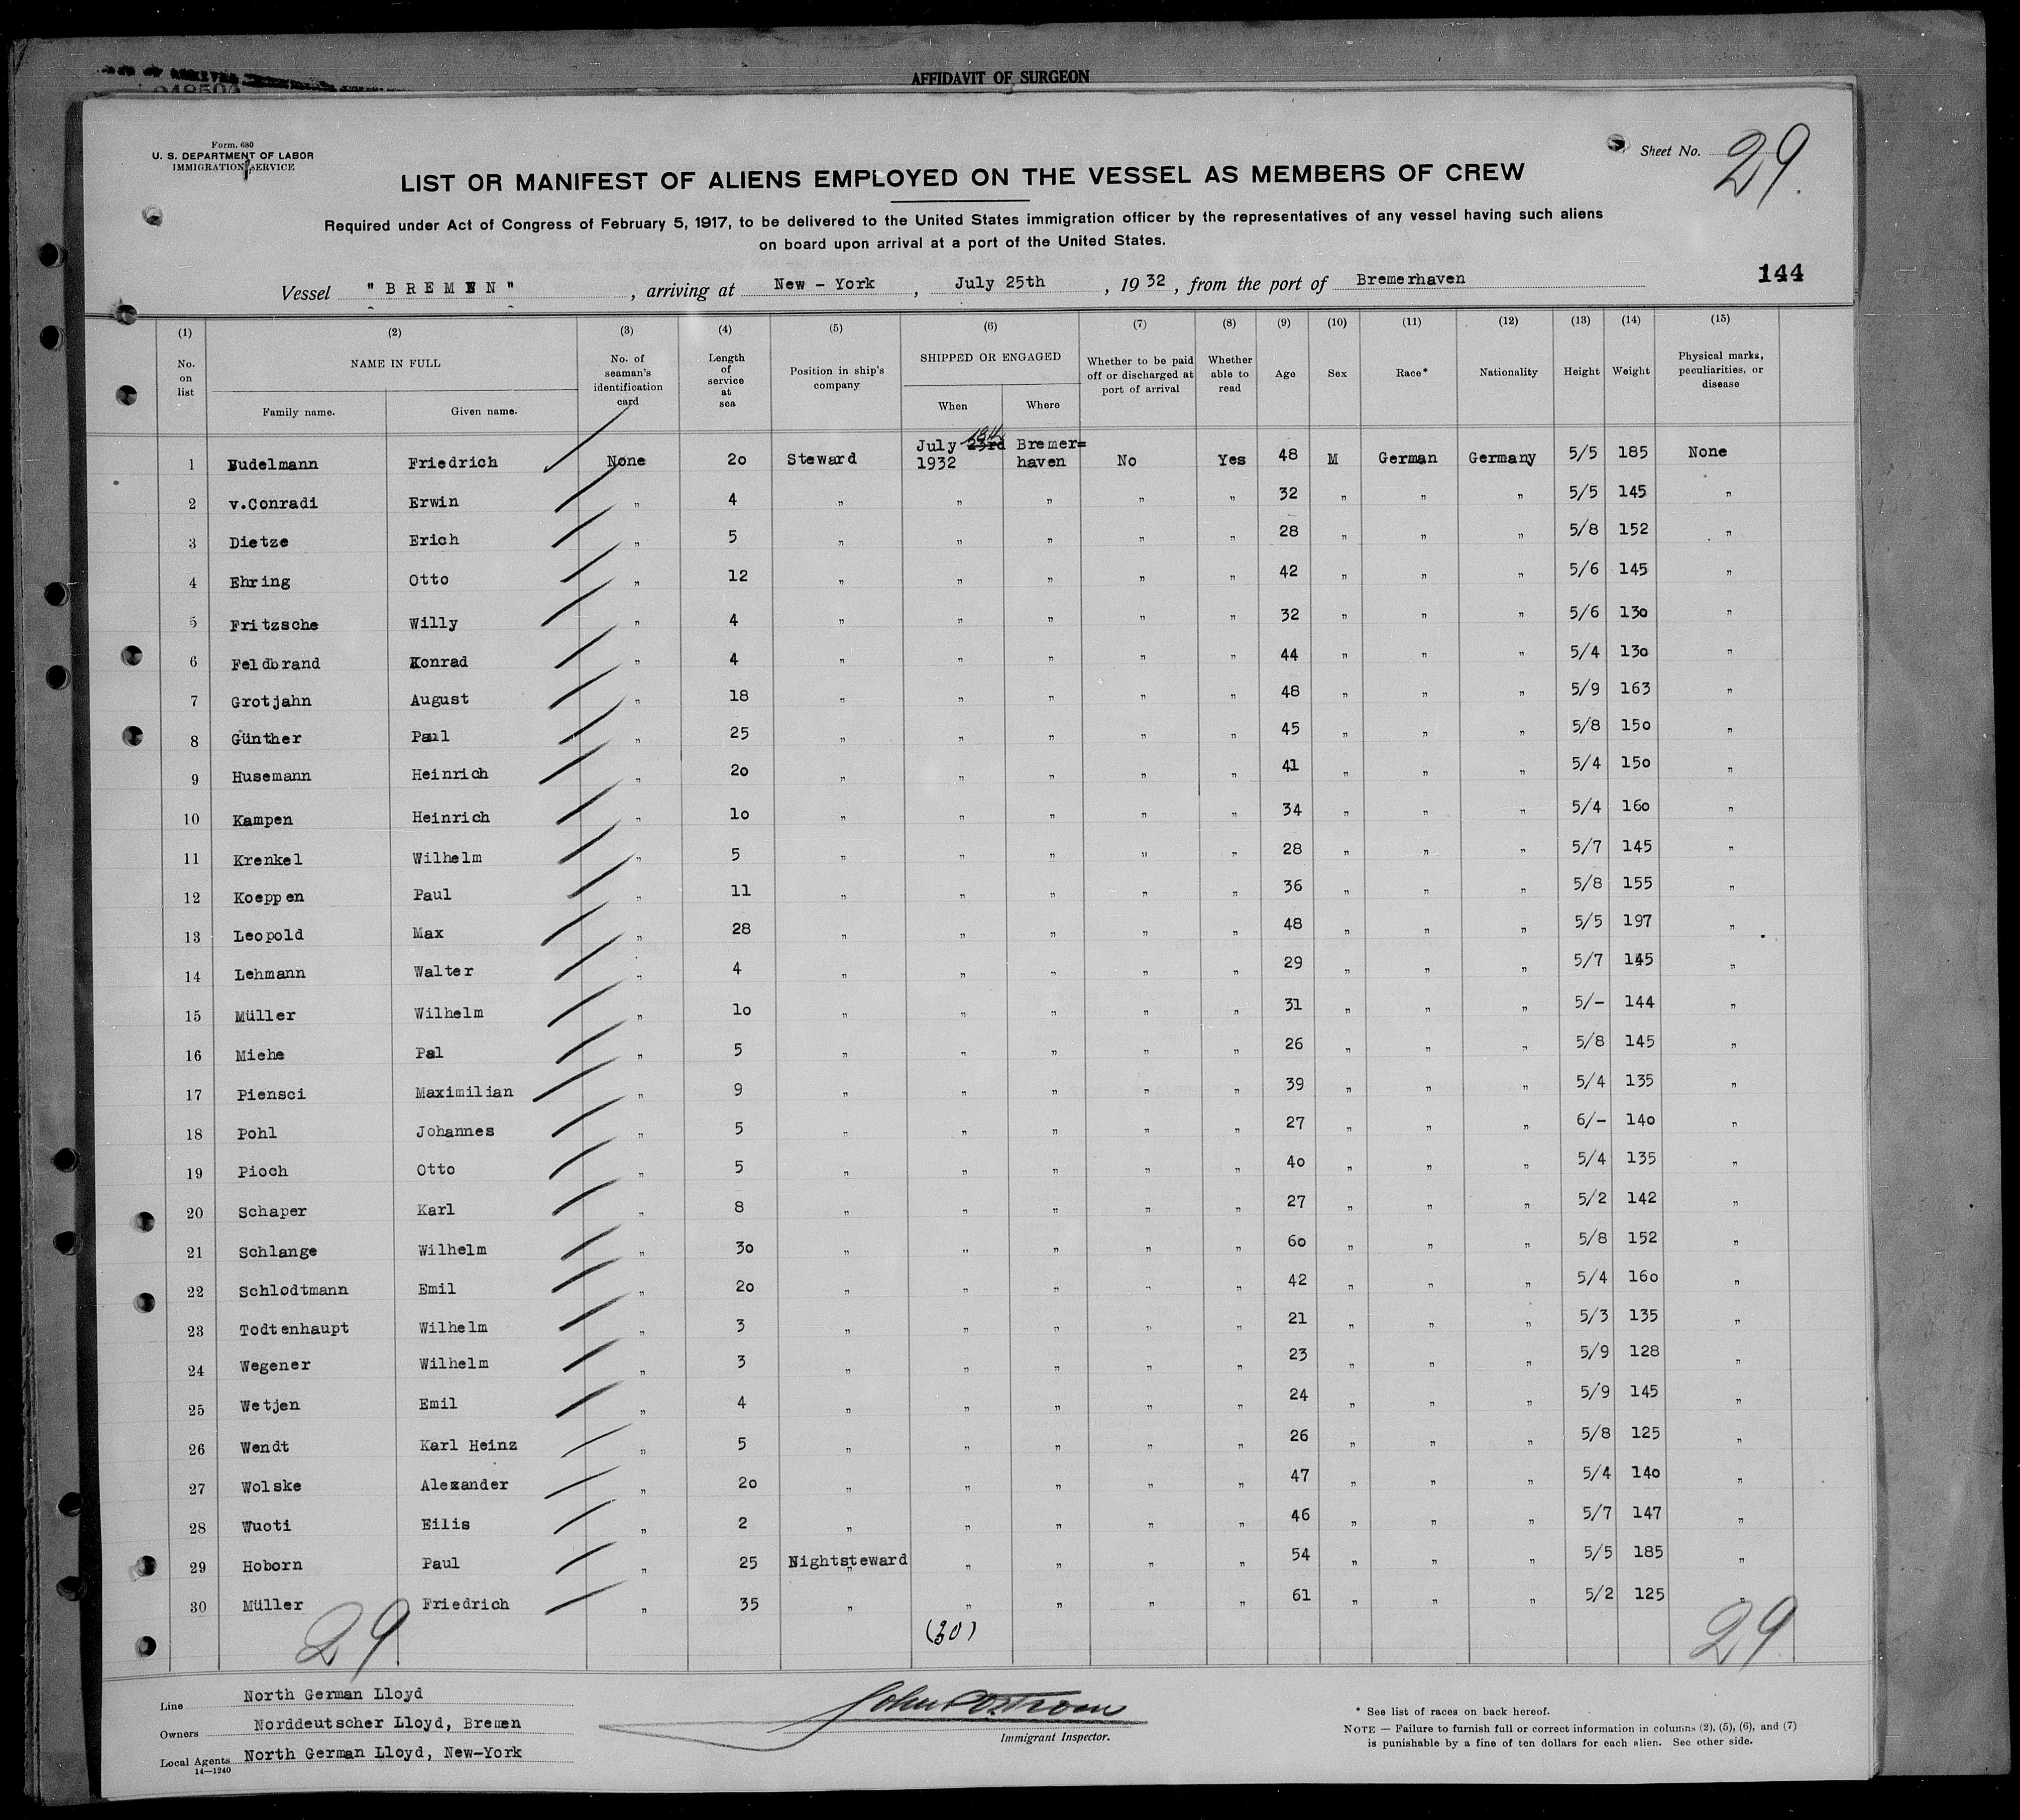 AFFIDAVIT OF SURGEON
Form. 680
U. S. DEPARTMENT OF LABOR
IMMIGRATION SERVICE
Sheet No. 29.
LIST OR MANIFEST OF ALIENS EMPLOYED ON THE VESSEL AS MEMBERS OF CREW
Required under Act of Congress of February 5, 1917, to be delivered to the United States immigration officer by the representatives of any vessel having such aliens
on board upon arrival at a port of the United States.
Vessel "BREMEN", arriving at New - York, July 25th, 1932, from the port of Bremerhaven
144
(1) (2) (3) (4) (5) (6) (7) (8) (9) (10) (11) (12) (13) (14) (15)
No. on list NAME IN FULL Family name. Given name. No. of seaman's identification card Length of service at sea Position in ship's company SHIPPED OR ENGAGED When Where Whether to be paid off or discharged at port of arrival Whether able to read Age Sex Race* Nationality Height Weight Physical marks, peculiarities, or disease
1 Budelmann Friedrich None 20 Steward July 23rd 1932 Bremer=haven No Yes 48 M German Germany 5/5 185 None
2 v.Conradi Erwin " 4 " " " " " 32 " " " 5/5 145 "
3 Dietze Erich " 5 " " " " " 28 " " " 5/8 152 "
4 Ehring Otto " 12 " " " " " 42 " " " 5/6 145 "
5 Fritzsche Willy " 4 " " " " " 32 " " " 5/6 130 "
6 Feldbrand Konrad " 4 " " " " " 44 " " " 5/4 130 "
7 Grotjahn August " 18 " " " " " 48 " " " 5/9 163 "
8 Günther Paul " 25 " " " " " 45 " " " 5/8 150 "
9 Husemann Heinrich " 20 " " " " " 41 " " " 5/4 150 "
10 Kampen Heinrich " 10 " " " " " 34 " " " 5/4 160 "
11 Krenkel Wilhelm " 5 " " " " " 28 " " " 5/7 145 "
12 Koeppen Paul " 11 " " " " " 36 " " " 5/8 155 "
13 Leopold Max " 28 " " " " " 48 " " " 5/5 197 "
14 Lehmann Walter " 4 " " " " " 29 " " " 5/7 145 "
15 Müller Wilhelm " 10 " " " " " 31 " " " 5/- 144 "
16 Miehe Pal " 5 " " " " " 26 " " " 5/8 145 "
17 Piensci Maximilian " 9 " " " " " 39 " " " 5/4 135 "
18 Pohl Johannes " 5 " " " " " 27 " " " 6/- 140 "
19 Pioch Otto " 5 " " " " " 40 " " " 5/4 135 "
20 Schaper Karl " 8 " " " " " 27 " " " 5/2 142 "
21 Schlange Wilhelm " 30 " " " " " 60 " " " 5/8 152 "
22 Schlodtmann Emil " 20 " " " " " 42 " " " 5/4 160 "
23 Todtenhaupt Wilhelm " 3 " " " " " 21 " " " 5/3 135 "
24 Wegener Wilhelm " 3 " " " " " 23 " " " 5/9 128 "
25 Wetjen Emil " 4 " " " " " 24 " " " 5/9 145 "
26 Wendt Karl Heinz " 5 " " " " " 26 " " " 5/8 125 "
27 Wolske Alexander " 20 " " " " " 47 " " " 5/4 140 "
28 Wuoti Eilis " 2 " " " " " 46 " " " 5/7 147 "
29 Hoborn Paul " 25 Nightsteward " " " " 54 " " " 5/5 185 "
30 Müller Friedrich " 35 " " " " " 61 " " " 5/2 125 "
29 (30) 29
Line North German Lloyd
Owners Norddeutscher Lloyd, Bremen
Local Agents North German Lloyd, New-York
14—1240
Immigrant Inspector.
* See list of races on back hereof.
NOTE — Failure to furnish full or correct information in columns (2), (5), (6), and (7)
is punishable by a fine of ten dollars for each alien. See other side.